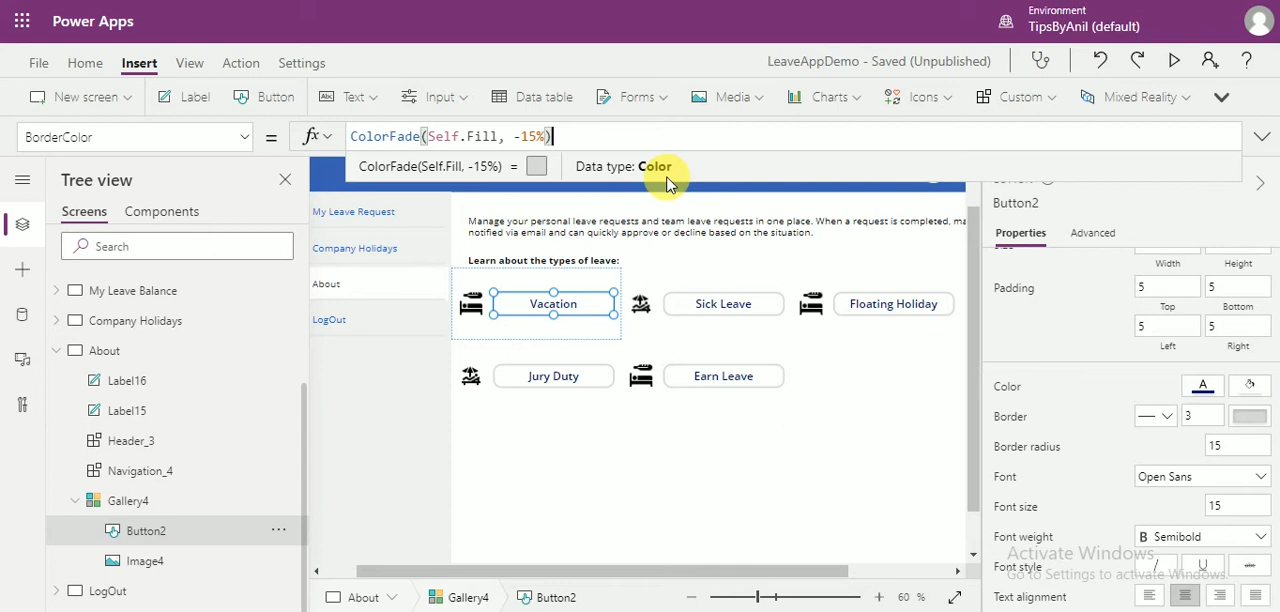 Power Apps
Environment
TipsByAnil (default)
File Home Insert View Action Settings
LeaveAppDemo - Saved (Unpublished)
New screen Label Button Text Input Data table Forms Media Charts Icons Custom Mixed Reality
BorderColor = fx ColorFade(Self.Fill, -15%)
ColorFade(Self.Fill, -15%) = Data type: Color
Tree view
Screens Components
Search
My Leave Balance
Company Holidays
About
Label16
Label15
Header_3
Navigation_4
Gallery4
Button2
Image4
LogOut
My Leave Request
Company Holidays
About
LogOut
Manage your personal leave requests and team leave requests in one place. When a request is completed, ma
notified via email and can quickly approve or decline based on the situation.
Learn about the types of leave:
Vacation Sick Leave Floating Holiday
Jury Duty Earn Leave
About Gallery4 Button2 60 %
Button2
Properties Advanced
Width Height
Padding 5 5
Top Bottom
5 5
Left Right
Color
Border 3
Border radius 15
Font Open Sans
Font size 15
Font weight B Semibold
Font style
Text alignment
Activate Windows
Go to Settings to activate Windows.